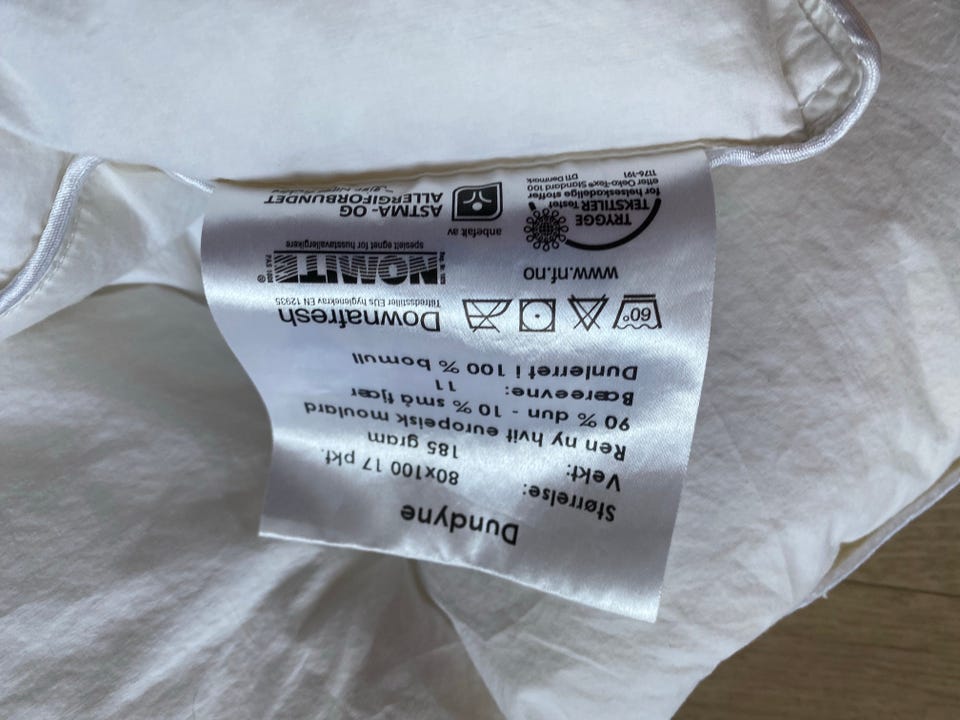 Dundyne
Størrelse: 80x100 17 pkt.
Vekt: 185 gram
Ren ny hvit europeisk moulard
90 % dun - 10 % små fjær
Bæreevne: 11
Dunlerret i 100 % bomull
60°
Downafresh
Tilfredsstiller EUs hygienekrav EN 12935
www.nf.no
NOMITE®
spesielt egnet for husstøvallergikere
TRYGGE
TEKSTILER Testet
for helseskadelige stoffer
etter Oeko-Tex® Standard 100
1176-191 DTI Danmark
anbefalt av
ASTMA- OG
ALLERGIFORBUNDET